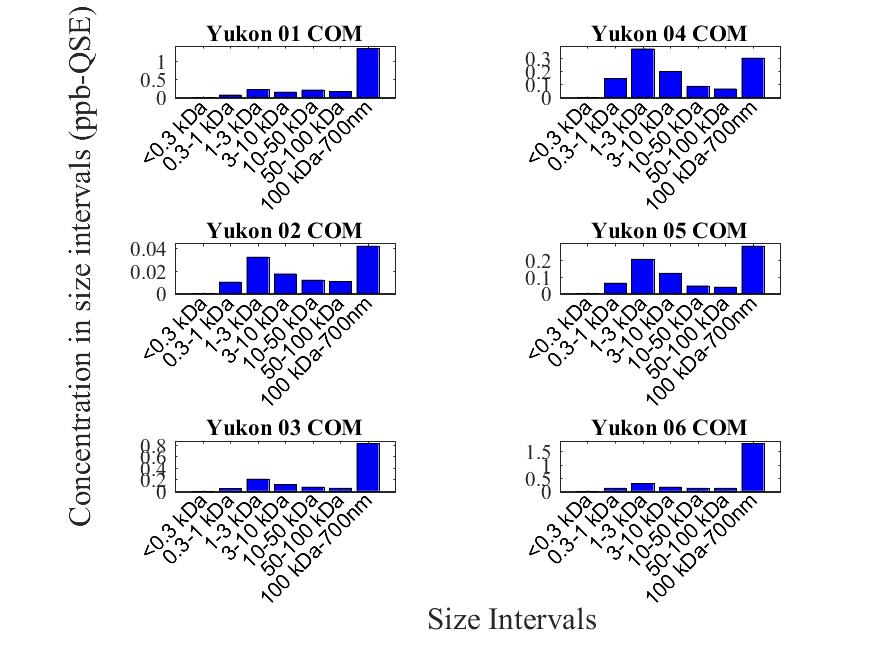 Concentration in size intervals (ppb-QSE)
Yukon 01 COM
1
0.5
0
<0.3 kDa
0.3-1 kDa
1-3 kDa
3-10 kDa
10-50 kDa
50-100 kDa
100 kDa-700nm
Yukon 04 COM
0.3
0.2
0.1
0
<0.3 kDa
0.3-1 kDa
1-3 kDa
3-10 kDa
10-50 kDa
50-100 kDa
100 kDa-700nm
Yukon 02 COM
0.04
0.02
0
<0.3 kDa
0.3-1 kDa
1-3 kDa
3-10 kDa
10-50 kDa
50-100 kDa
100 kDa-700nm
Yukon 05 COM
0.2
0.1
0
<0.3 kDa
0.3-1 kDa
1-3 kDa
3-10 kDa
10-50 kDa
50-100 kDa
100 kDa-700nm
Yukon 03 COM
0.8
0.6
0.4
0.2
0
<0.3 kDa
0.3-1 kDa
1-3 kDa
3-10 kDa
10-50 kDa
50-100 kDa
100 kDa-700nm
Yukon 06 COM
1.5
1
0.5
0
<0.3 kDa
0.3-1 kDa
1-3 kDa
3-10 kDa
10-50 kDa
50-100 kDa
100 kDa-700nm
Size Intervals